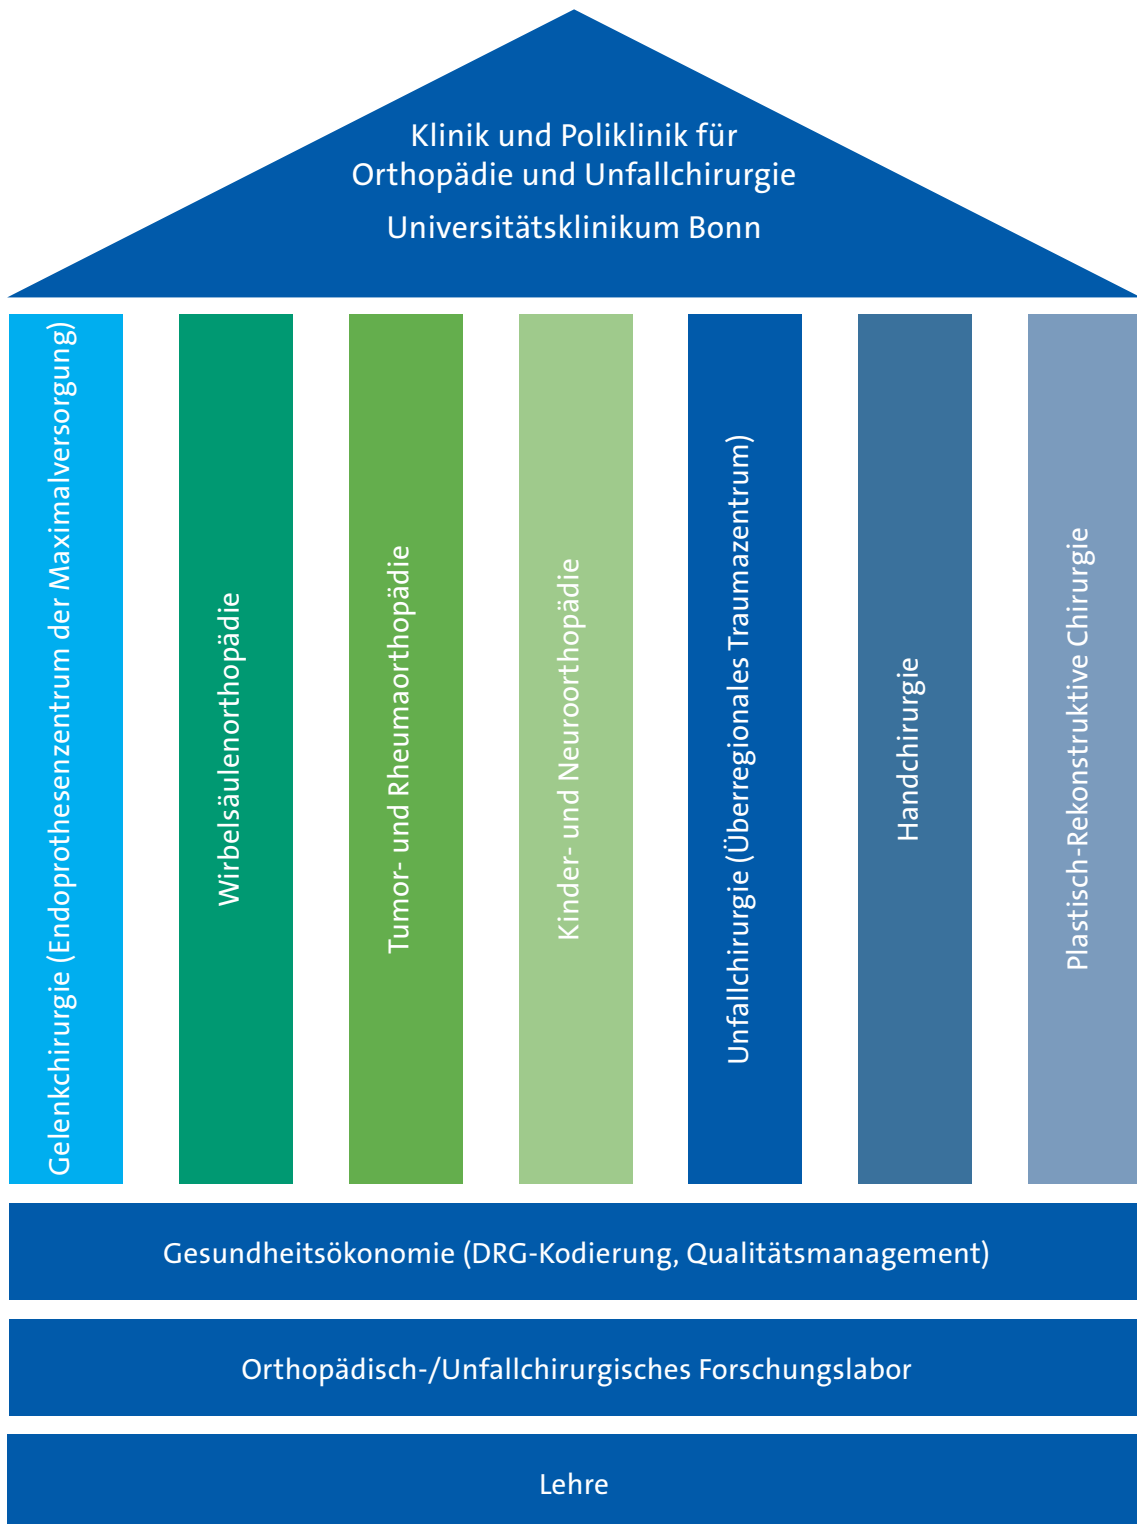 Klinik und Poliklinik für
Orthopädie und Unfallchirurgie
Universitätsklinikum Bonn
Gelenkchirurgie (Endoprothesenzentrum der Maximalversorgung)
Wirbelsäulenorthopädie
Tumor- und Rheumaorthopädie
Kinder- und Neuroorthopädie
Unfallchirurgie (Überregionales Traumazentrum)
Handchirurgie
Plastisch-Rekonstruktive Chirurgie
Gesundheitsökonomie (DRG-Kodierung, Qualitätsmanagement)
Orthopädisch-/Unfallchirurgisches Forschungslabor
Lehre